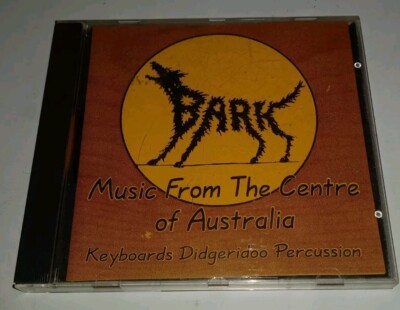 BARK
Music From The Centre
of Australia
Keyboards Didgeridoo Percussion